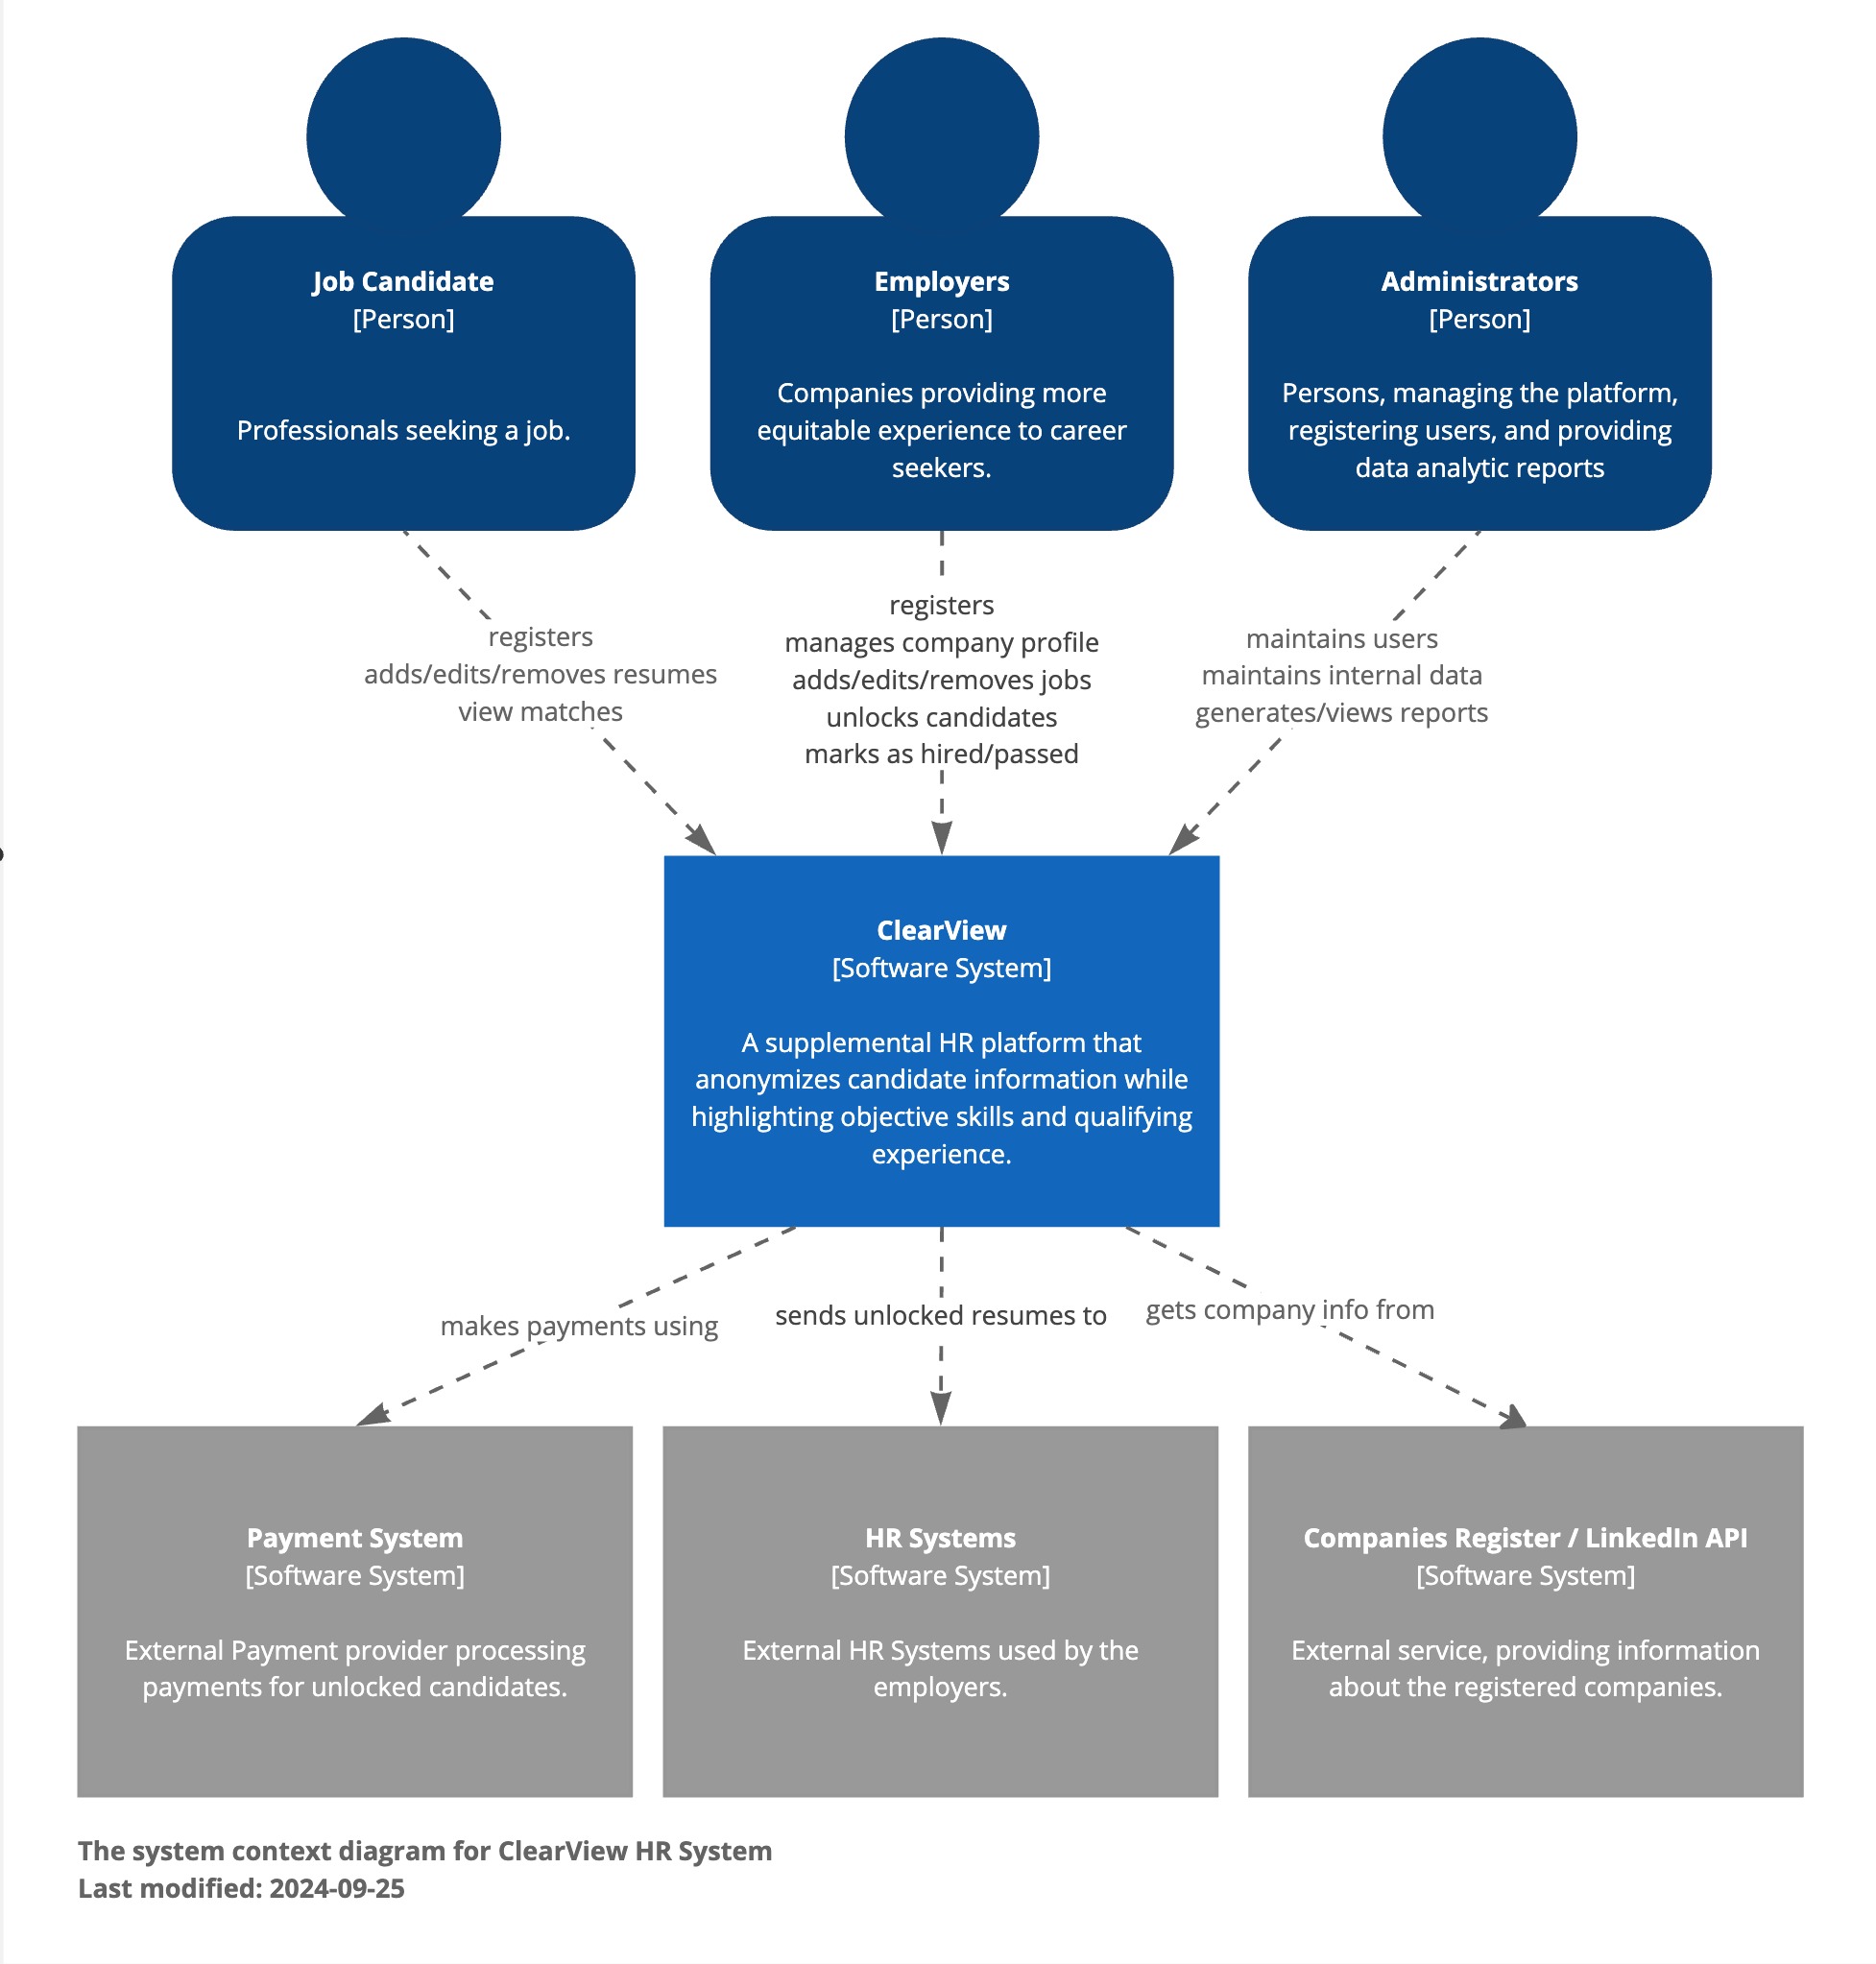 Job Candidate
[Person]
Professionals seeking a job.
Employers
[Person]
Companies providing more
equitable experience to career
seekers.
Administrators
[Person]
Persons, managing the platform,
registering users, and providing
data analytic reports
registers
adds/edits/removes resumes
view matches
registers
manages company profile
adds/edits/removes jobs
unlocks candidates
marks as hired/passed
maintains users
maintains internal data
generates/views reports
ClearView
[Software System]
A supplemental HR platform that
anonymizes candidate information while
highlighting objective skills and qualifying
experience.
makes payments using
sends unlocked resumes to
gets company info from
Payment System
[Software System]
External Payment provider processing
payments for unlocked candidates.
HR Systems
[Software System]
External HR Systems used by the
employers.
Companies Register / LinkedIn API
[Software System]
External service, providing information
about the registered companies.
The system context diagram for ClearView HR System
Last modified: 2024-09-25